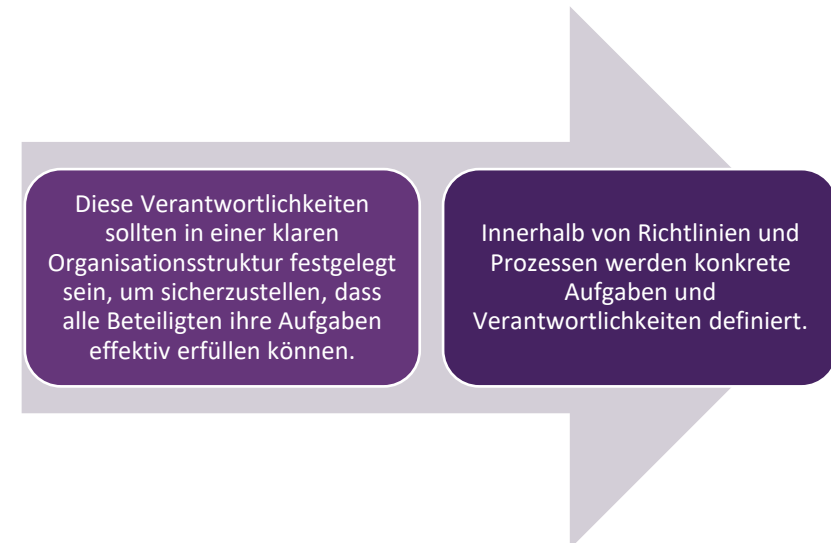 Diese Verantwortlichkeiten
sollten in einer klaren
Organisationsstruktur festgelegt
sein, um sicherzustellen, dass
alle Beteiligten ihre Aufgaben
effektiv erfüllen können.
Innerhalb von Richtlinien und
Prozessen werden konkrete
Aufgaben und
Verantwortlichkeiten definiert.